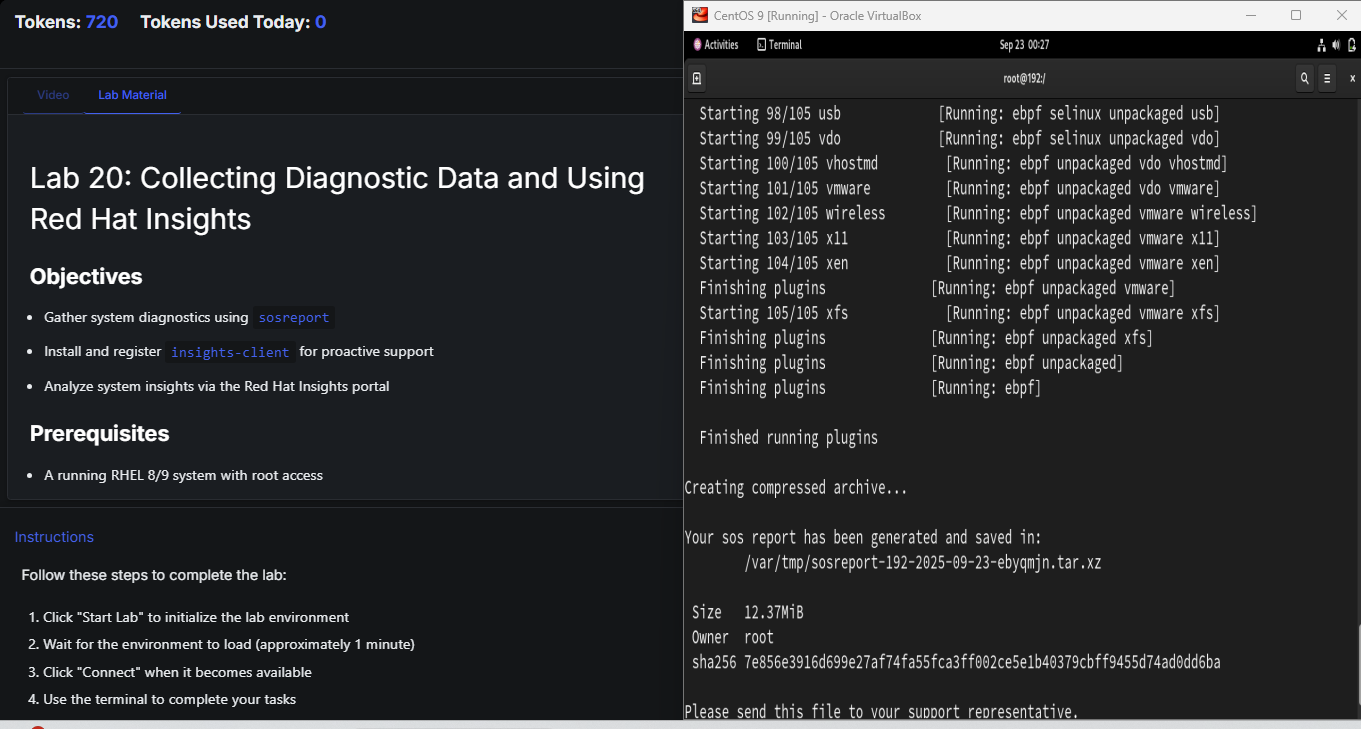 Tokens: 720 Tokens Used Today: 0
Video Lab Material
Lab 20: Collecting Diagnostic Data and Using
Red Hat Insights
Objectives
• Gather system diagnostics using sosreport
• Install and register insights-client for proactive support
• Analyze system insights via the Red Hat Insights portal
Prerequisites
• A running RHEL 8/9 system with root access
Instructions
Follow these steps to complete the lab:
1. Click "Start Lab" to initialize the lab environment
2. Wait for the environment to load (approximately 1 minute)
3. Click "Connect" when it becomes available
4. Use the terminal to complete your tasks
CentOS 9 [Running] - Oracle VirtualBox
Activities Terminal Sep 23 00:27
root@192:/
Starting 98/105 usb [Running: ebpf selinux unpackaged usb]
Starting 99/105 vdo [Running: ebpf selinux unpackaged vdo]
Starting 100/105 vhostmd [Running: ebpf unpackaged vdo vhostmd]
Starting 101/105 vmware [Running: ebpf unpackaged vdo vmware]
Starting 102/105 wireless [Running: ebpf unpackaged vmware wireless]
Starting 103/105 x11 [Running: ebpf unpackaged vmware x11]
Starting 104/105 xen [Running: ebpf unpackaged vmware xen]
Finishing plugins [Running: ebpf unpackaged vmware]
Starting 105/105 xfs [Running: ebpf unpackaged vmware xfs]
Finishing plugins [Running: ebpf unpackaged xfs]
Finishing plugins [Running: ebpf unpackaged]
Finishing plugins [Running: ebpf]
Finished running plugins
Creating compressed archive...
Your sos report has been generated and saved in:
/var/tmp/sosreport-192-2025-09-23-ebyqmjn.tar.xz
Size 12.37MiB
Owner root
sha256 7e856e3916d699e27af74fa55fca3ff002ce5e1b40379cbff9455d74ad0dd6ba
Please send this file to your support representative.